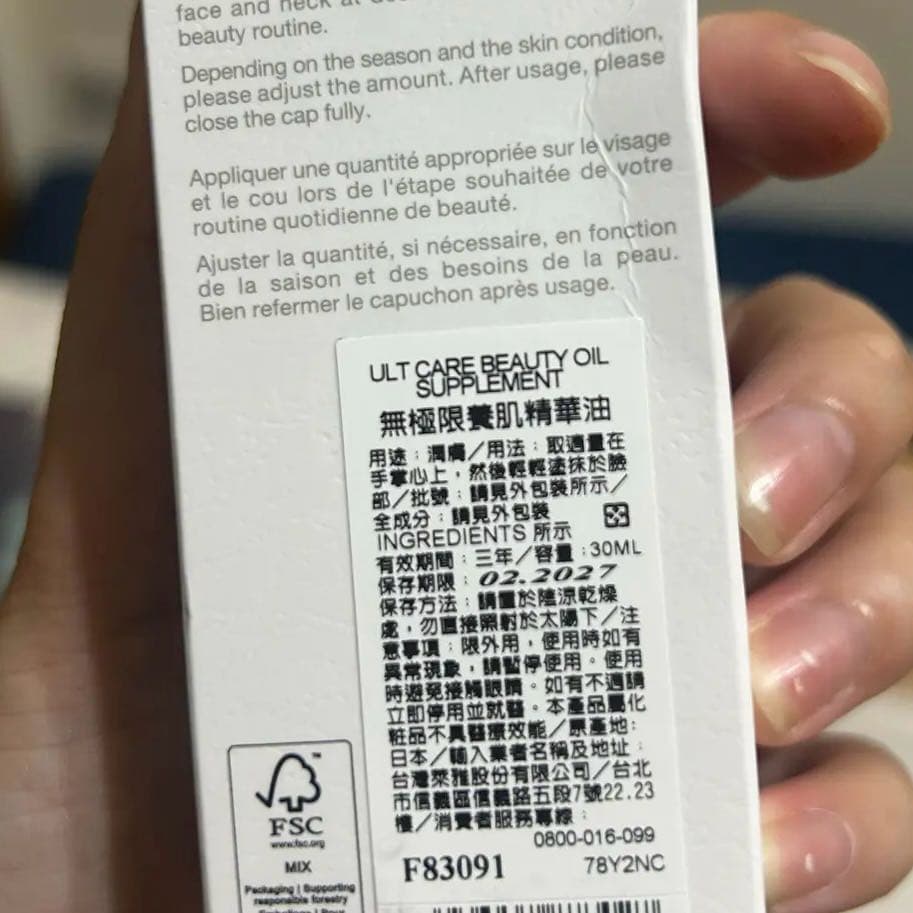 face and neck at
beauty routine.
Depending on the season and the skin condition,
please adjust the amount. After usage, please
close the cap fully.
Appliquer une quantité appropriée sur le visage
et le cou lors de l'étape souhaitée de votre
routine quotidienne de beauté.
Ajuster la quantité, si nécessaire, en fonction
de la saison et des besoins de la peau.
Bien refermer le capuchon après usage.
ULT CARE BEAUTY OIL
SUPPLEMENT
無極限養肌精華油
用途：潤膚／用法：取適量在
手掌心上，然後輕輕塗抹於臉
部／批號：請見外包裝所示／
全成分：請見外包裝
INGREDIENTS 所示
有效期間：三年／容量：30ML
保存期限：02.2027
保存方法：請置於陰涼乾燥
處，勿直接照射於太陽下／注
意事項：限外用，使用時如有
異常現象，請暫停使用。使用
時避免接觸眼睛。如有不適請
立即停用並就醫。本產品屬化
粧品不具醫療效能／原產地：
日本／輸入業者名稱及地址：
台灣萊雅股份有限公司／台北
市信義區信義路五段7號22.23
樓／消費者服務專線：
0800-016-099
F83091 78Y2NC
FSC
www.fsc.org
MIX
Packaging | Supporting
responsible forestry